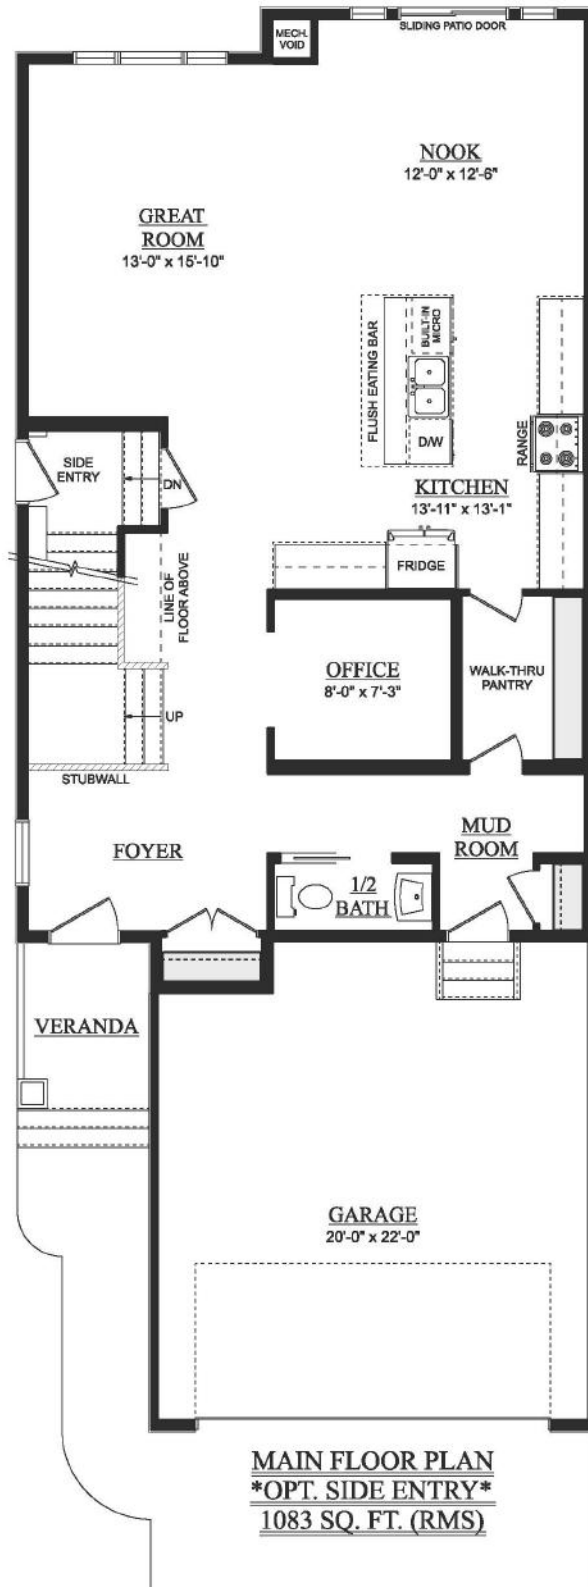 MECH.
VOID
SLIDING PATIO DOOR
NOOK
12'-0" x 12'-6"
GREAT
ROOM
13'-0" x 15'-10"
FLUSH EATING BAR
BUILT-IN
MICRO
D/W
RANGE
SIDE
ENTRY
DN
KITCHEN
13'-11" x 13'-1"
FRIDGE
LINE OF
FLOOR ABOVE
OFFICE
8'-0" x 7'-3"
WALK-THRU
PANTRY
UP
STUBWALL
FOYER
MUD
ROOM
1/2
BATH
VERANDA
GARAGE
20'-0" x 22'-0"
MAIN FLOOR PLAN
*OPT. SIDE ENTRY*
1083 SQ. FT. (RMS)